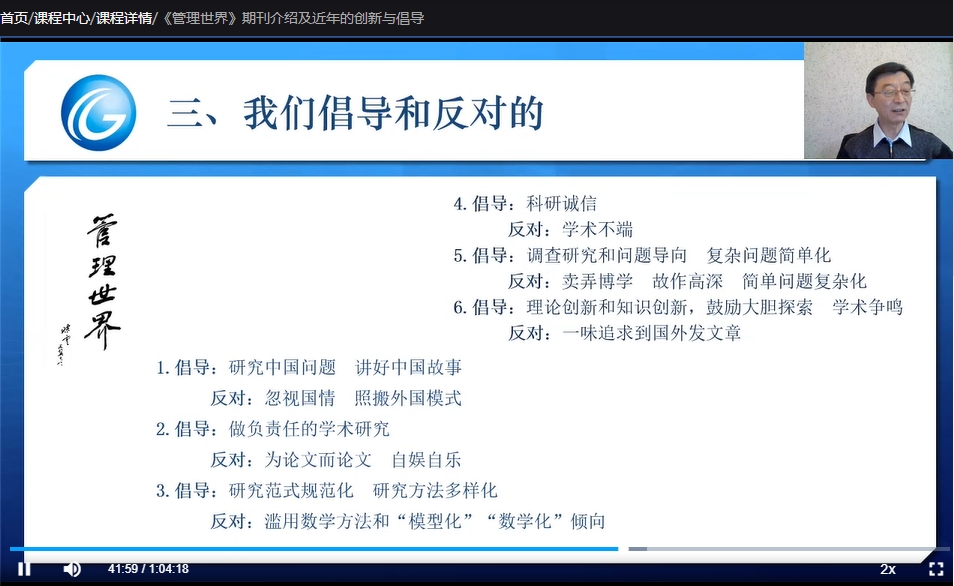 首页/课程中心/课程详情/《管理世界》期刊介绍及近年的创新与倡导
三、我们倡导和反对的
管理世界
1.倡导：研究中国问题 讲好中国故事
反对：忽视国情 照搬外国模式
2.倡导：做负责任的学术研究
反对：为论文而论文 自娱自乐
3.倡导：研究范式规范化 研究方法多样化
反对：滥用数学方法和“模型化”“数学化”倾向
4.倡导：科研诚信
反对：学术不端
5.倡导：调查研究和问题导向 复杂问题简单化
反对：卖弄博学 故作高深 简单问题复杂化
6.倡导：理论创新和知识创新，鼓励大胆探索 学术争鸣
反对：一味追求到国外发文章
41:59 / 1:04:18
2x